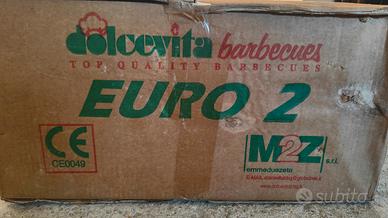 dolcevita barbecues
TOP QUALITY BARBECUES
EURO 2
CE
CE0049
M2Z s.r.l.
emmeduezeta
subito